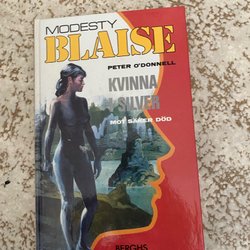 MODESTY
BLAISE
PETER O'DONNELL
KVINNA
I SILVER
MOT SÄKER DÖD
BERGHS